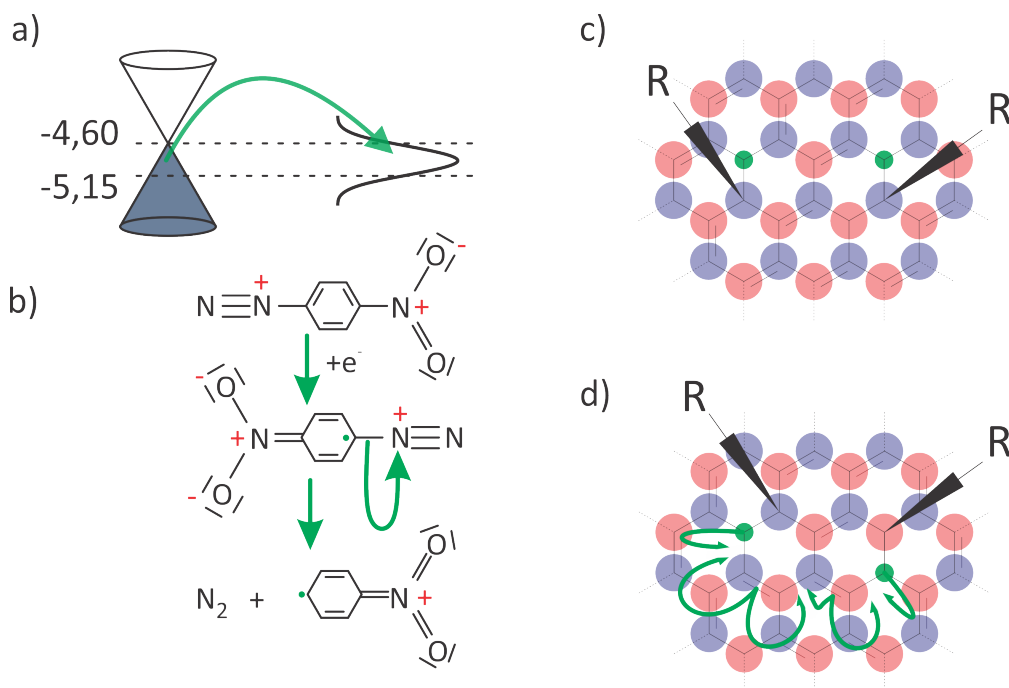 a)
-4,60
-5,15
b)
N N + N + O -
O
+e-
- O
+ N N + N
- O
N2 + N + O
O
c)
R
R
d)
R
R